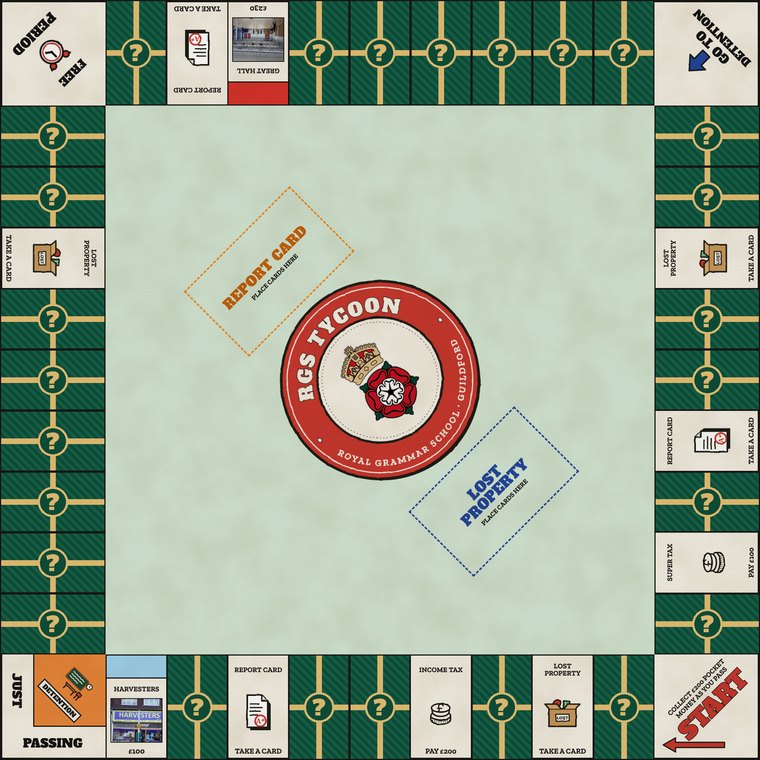 FREE
PERIOD
REPORT CARD
TAKE A CARD
GREAT HALL
£230
GO TO
DETENTION
?
?
?
?
?
?
?
?
LOST
PROPERTY
TAKE A CARD
?
?
?
?
?
?
?
?
LOST
PROPERTY
LOST
TAKE A CARD
?
?
REPORT CARD
TAKE A CARD
?
SUPER TAX
PAY £100
?
REPORT CARD
PLACE CARDS HERE
RGS TYCOON
ROYAL GRAMMAR SCHOOL · GUILDFORD
LOST
PROPERTY
PLACE CARDS HERE
JUST
DETENTION
PASSING
HARVESTERS
HARVESTERS
£100
?
REPORT CARD
A+
TAKE A CARD
?
?
INCOME TAX
PAY £200
?
LOST
PROPERTY
LOST
TAKE A CARD
?
COLLECT £200 POCKET
MONEY AS YOU PASS
START